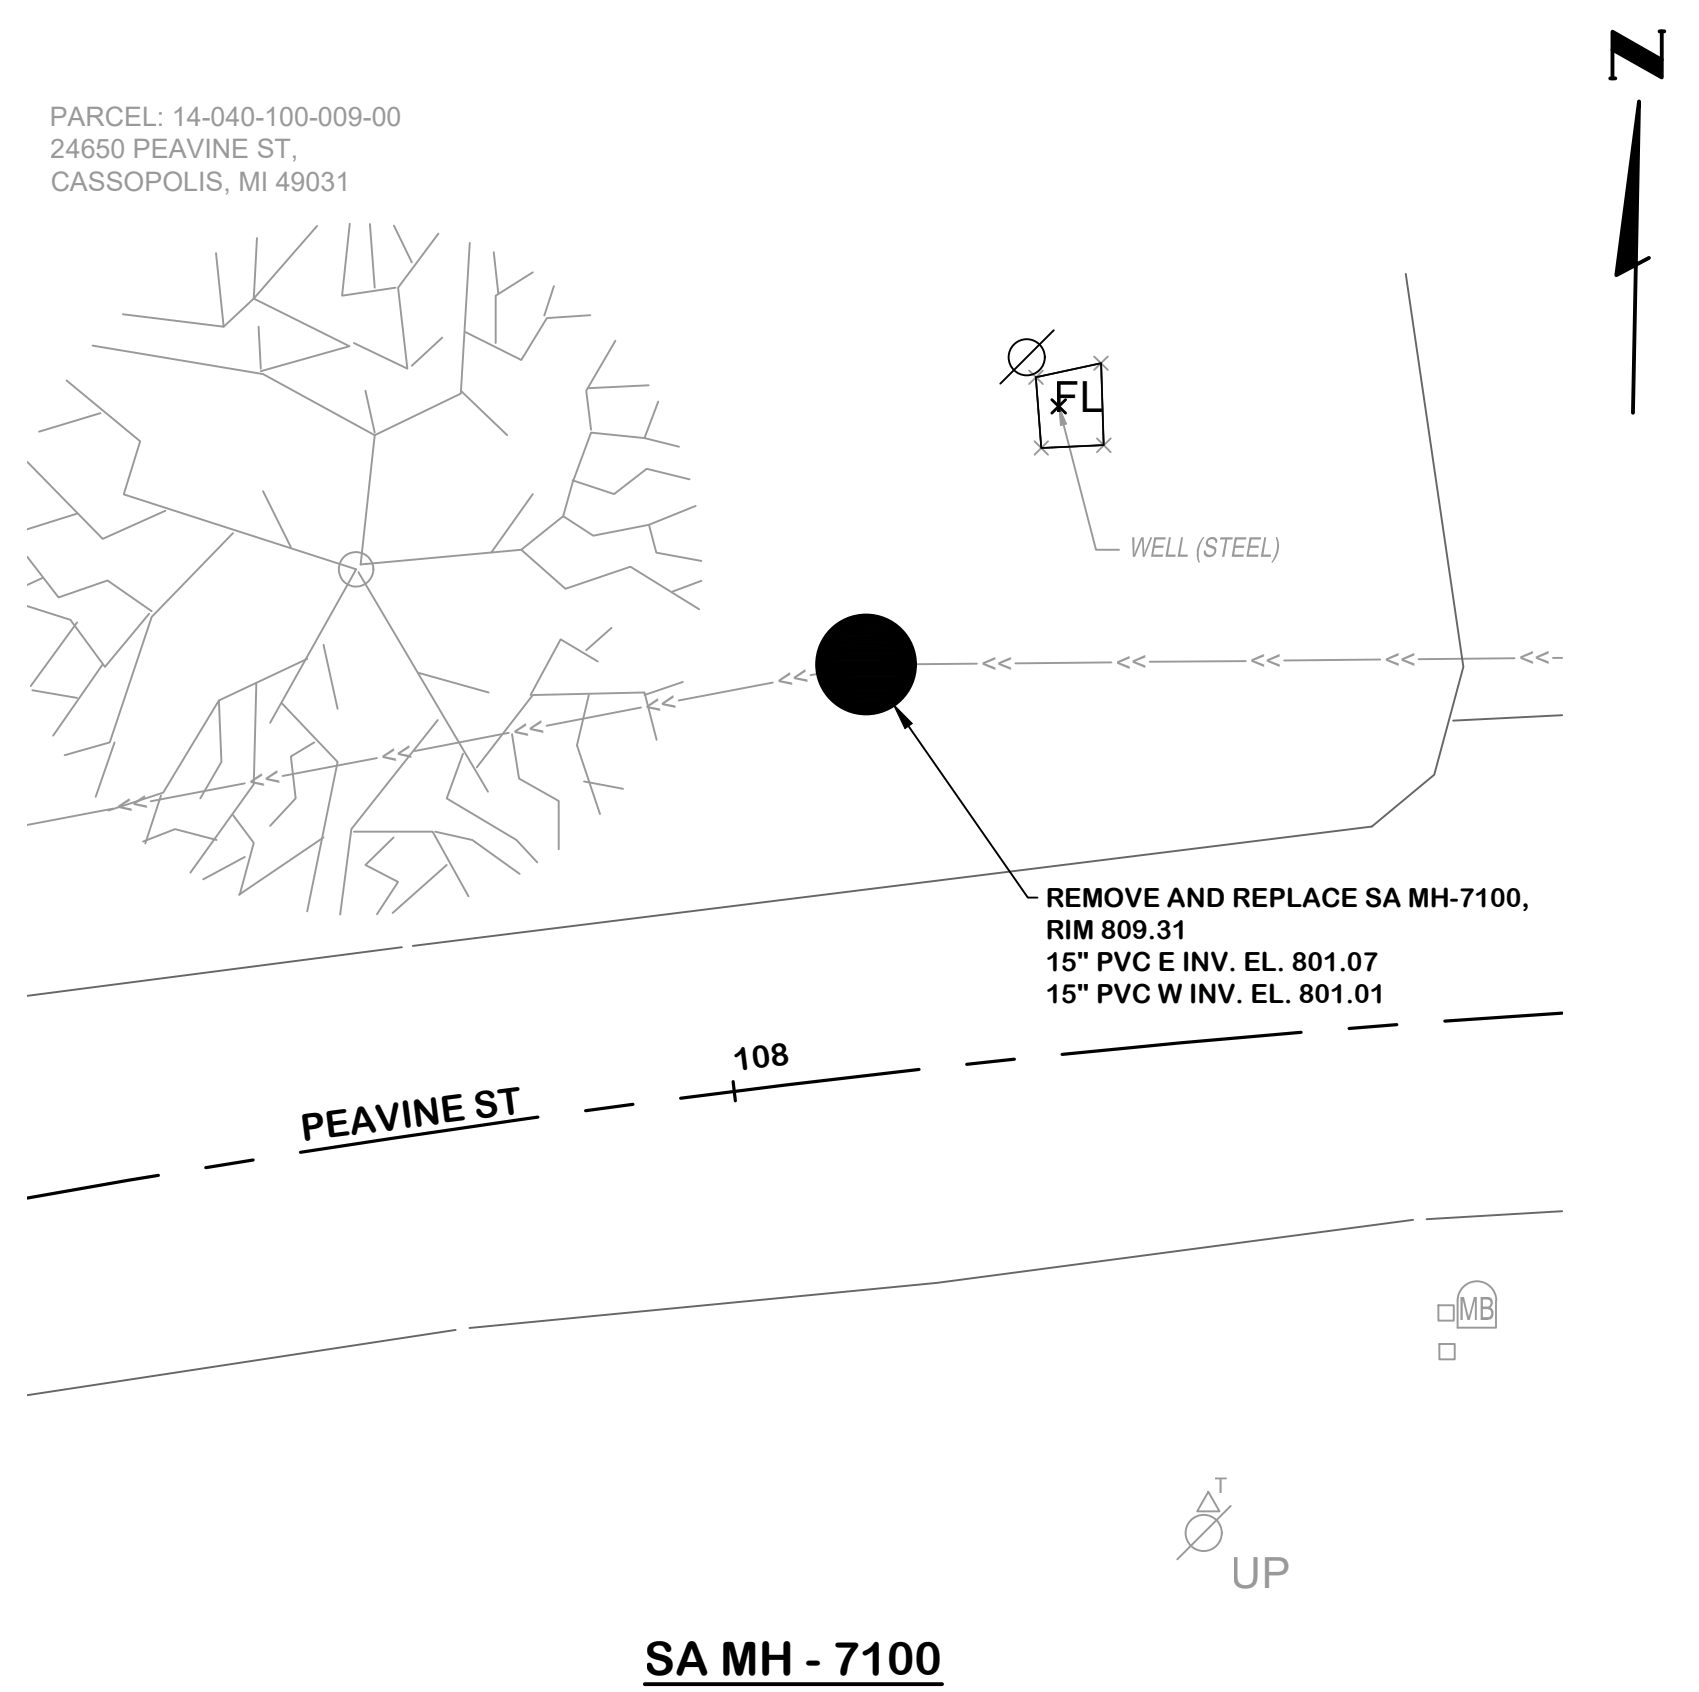 N
PARCEL: 14-040-100-009-00
24650 PEAVINE ST,
CASSOPOLIS, MI 49031
FL
WELL (STEEL)
REMOVE AND REPLACE SA MH-7100,
RIM 809.31
15" PVC E INV. EL. 801.07
15" PVC W INV. EL. 801.01
108
PEAVINE ST
MB
T
UP
SA MH - 7100